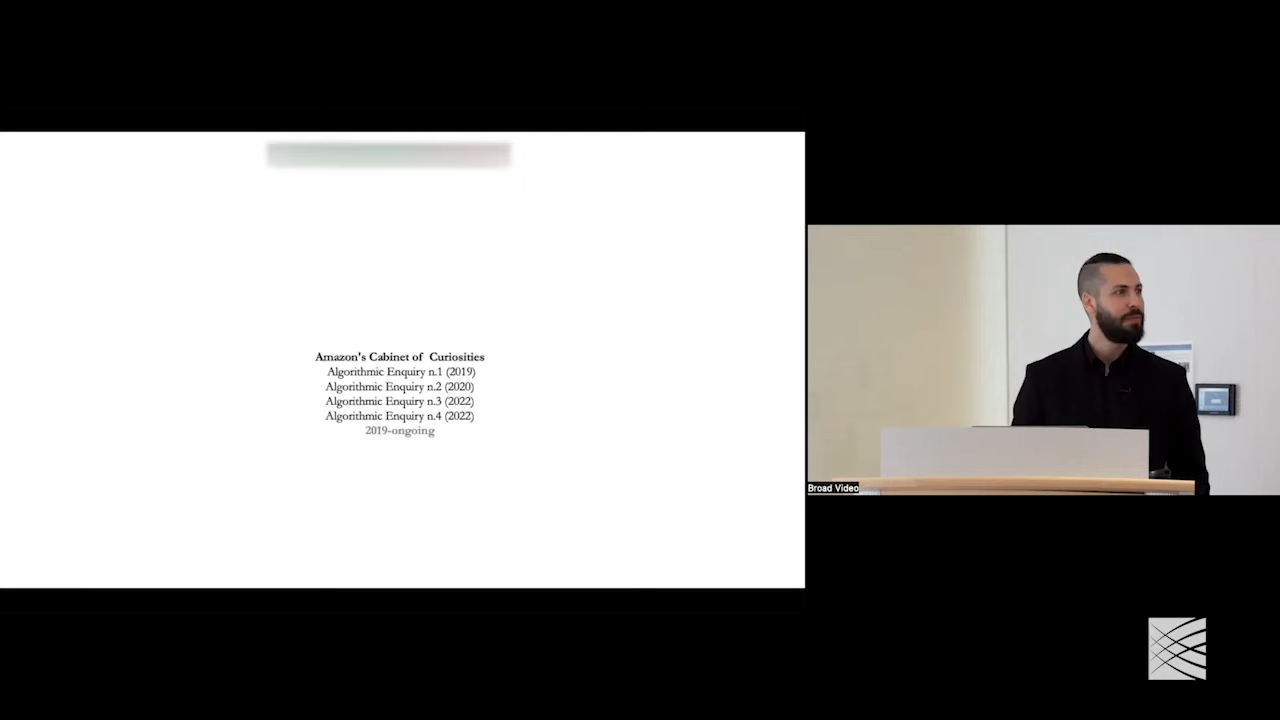 Amazon's Cabinet of Curiosities
Algorithmic Enquiry n.1 (2019)
Algorithmic Enquiry n.2 (2020)
Algorithmic Enquiry n.3 (2022)
Algorithmic Enquiry n.4 (2022)
2019-ongoing
Broad Video